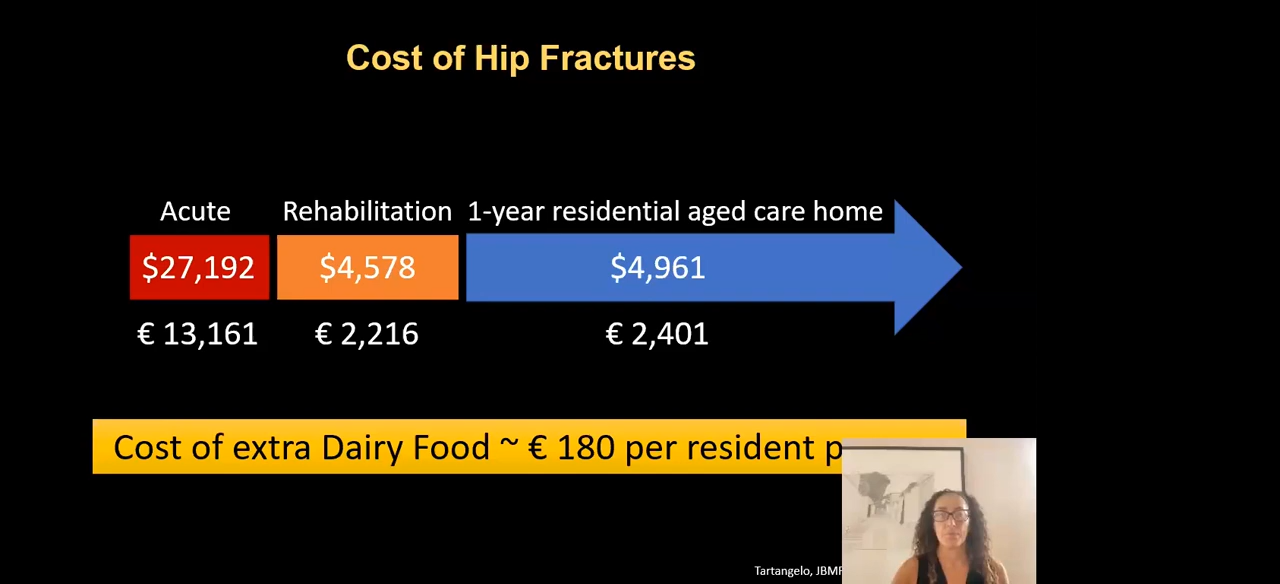 Cost of Hip Fractures
Acute Rehabilitation 1-year residential aged care home
$27,192 $4,578 $4,961
€ 13,161 € 2,216 € 2,401
Cost of extra Dairy Food ~ € 180 per resident
Tartangelo,